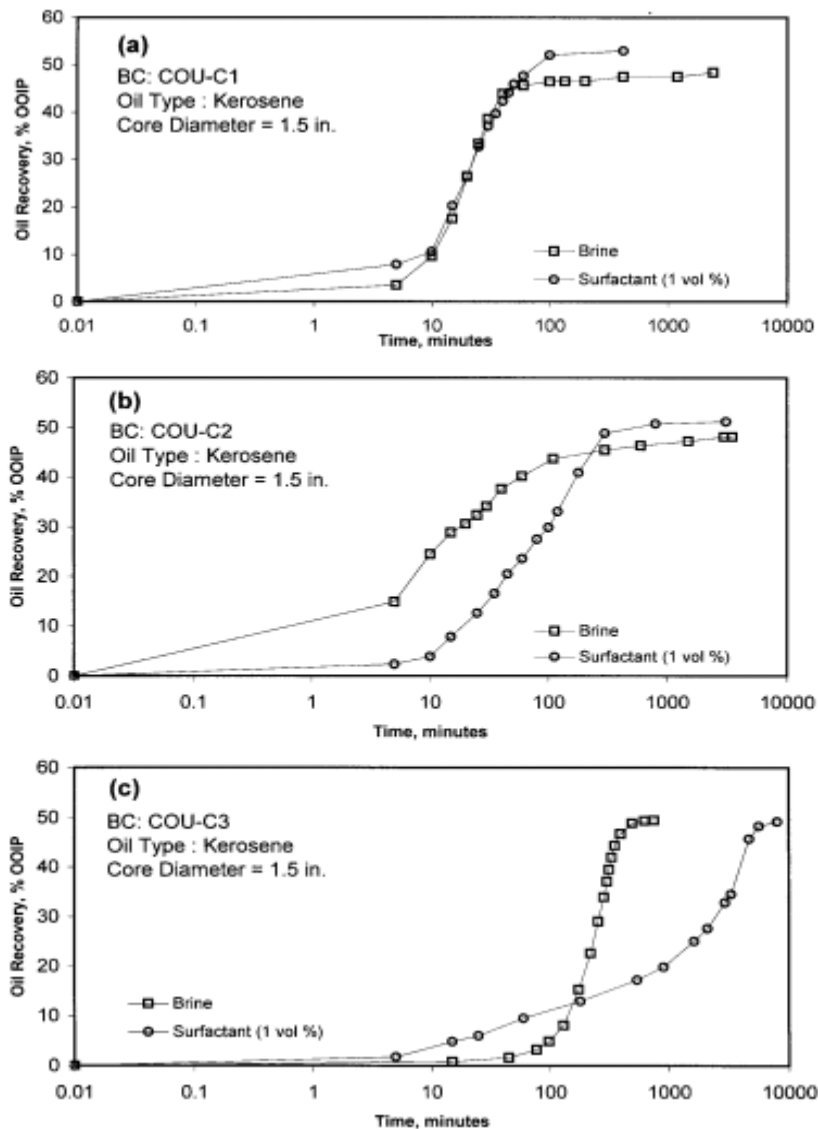 (a)
BC: COU-C1
Oil Type : Kerosene
Core Diameter = 1.5 in.
Oil Recovery, % OOIP
60
50
40
30
20
10
0
Brine
Surfactant (1 vol %)
0.01 0.1 1 10 100 1000 10000
Time, minutes
(b)
BC: COU-C2
Oil Type : Kerosene
Core Diameter = 1.5 in.
Oil Recovery, % OOIP
60
50
40
30
20
10
0
Brine
Surfactant (1 vol %)
0.01 0.1 1 10 100 1000 10000
Time, minutes
(c)
BC: COU-C3
Oil Type : Kerosene
Core Diameter = 1.5 in.
Oil Recovery, % OOIP
60
50
40
30
20
10
0
Brine
Surfactant (1 vol %)
0.01 0.1 1 10 100 1000 10000
Time, minutes